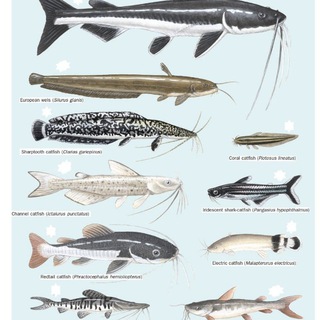 European wels (Silurus glanis)
Sharptooth catfish (Clarias gariepinus)
Coral catfish (Plotosus lineatus)
Channel catfish (Ictalurus punctatus)
Iridescent shark-catfish (Pangasius hypophthalmus)
Redtail catfish (Phractocephalus hemioliopterus)
Electric catfish (Malapterurus electricus)